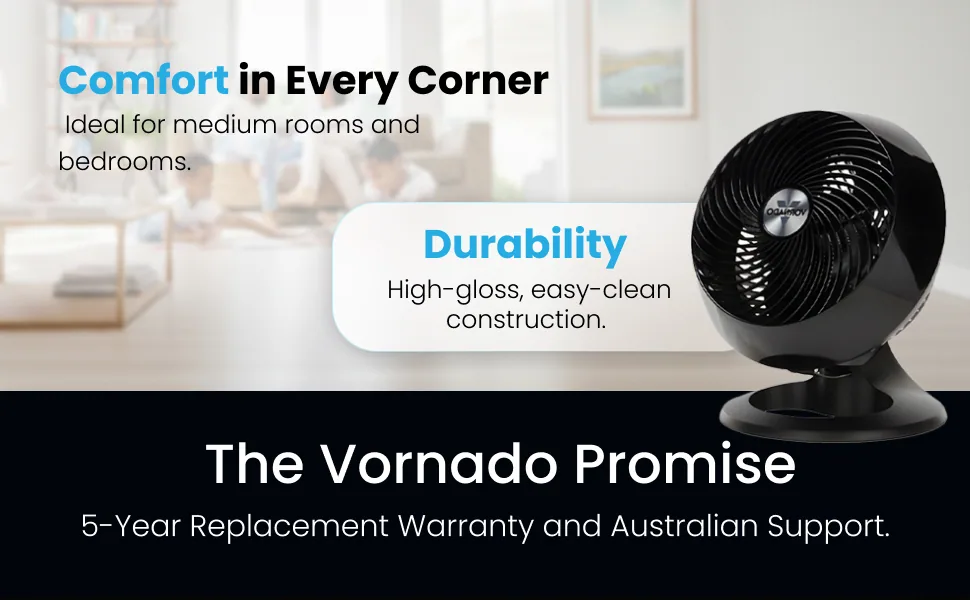 Comfort in Every Corner
Ideal for medium rooms and
bedrooms.
Durability
High-gloss, easy-clean
construction.
VORNADO
The Vornado Promise
5-Year Replacement Warranty and Australian Support.